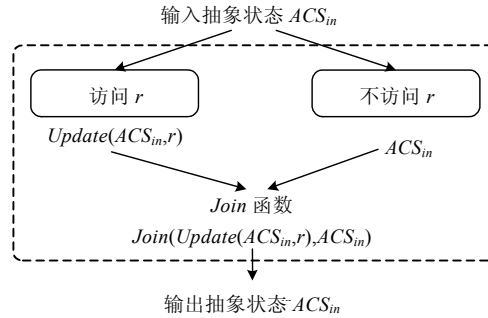 输入抽象状态 ACSin
访问 r
不访问 r
Update(ACSin,r)
ACSin
Join 函数
Join(Update(ACSin,r),ACSin)
输出抽象状态 ACSin